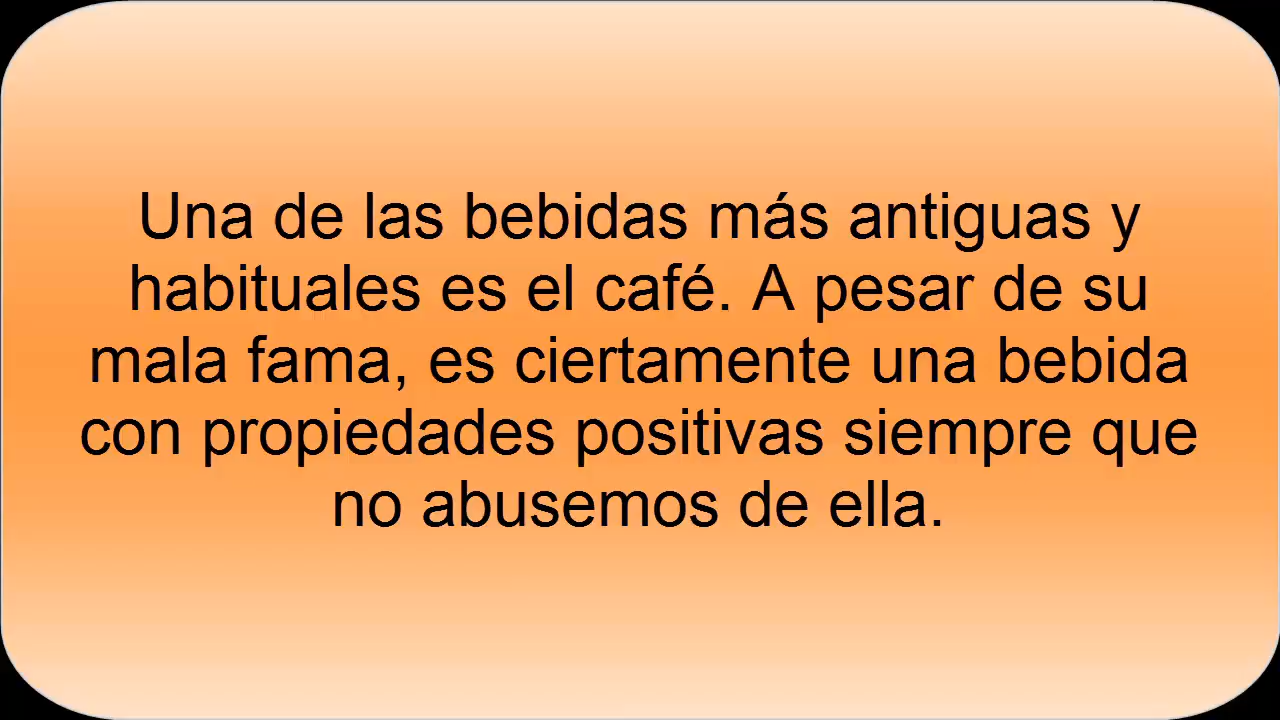 Una de las bebidas más antiguas y
habituales es el café. A pesar de su
mala fama, es ciertamente una bebida
con propiedades positivas siempre que
no abusemos de ella.